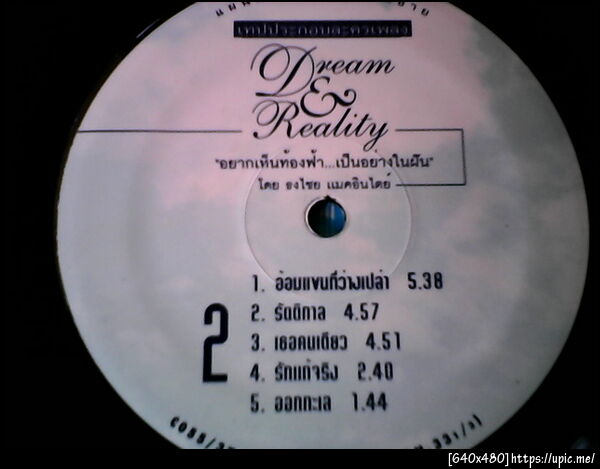 เทปประกอบละครเพลง
Dream
&
Reality
"อยากเห็นท้องฟ้า...เป็นอย่างในฝัน"
โดย ธงไชย แมคอินไตย์
2
1. อ้อมแขนที่ว่างเปล่า 5.38
2. รัตติกาล 4.57
3. เธอคนเดียว 4.51
4. รักแท้จริง 2.40
5. ออกทะเล 1.44
33 1/3)
[640x480]https://upic.me/